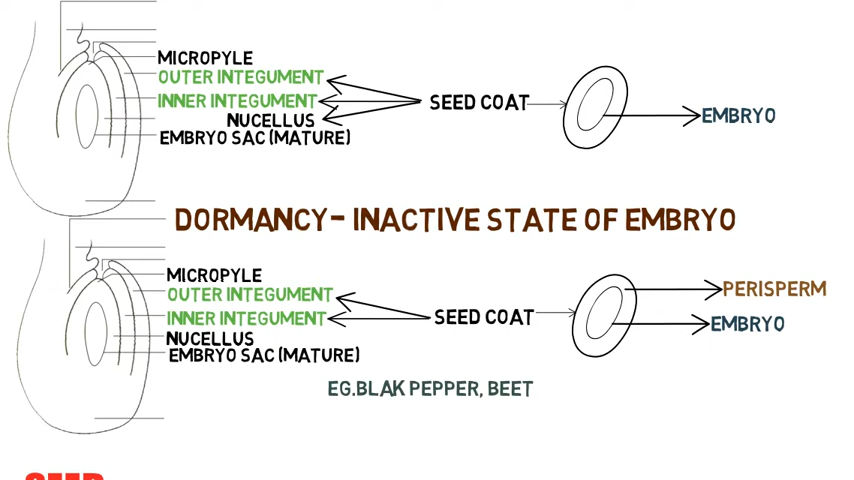 MICROPYLE
OUTER INTEGUMENT
INNER INTEGUMENT
NUCELLUS
EMBRYO SAC (MATURE)
SEED COAT
EMBRYO
DORMANCY- INACTIVE STATE OF EMBRYO
MICROPYLE
OUTER INTEGUMENT
INNER INTEGUMENT
NUCELLUS
EMBRYO SAC (MATURE)
SEED COAT
PERISPERM
EMBRYO
EG.BLAK PEPPER, BEET